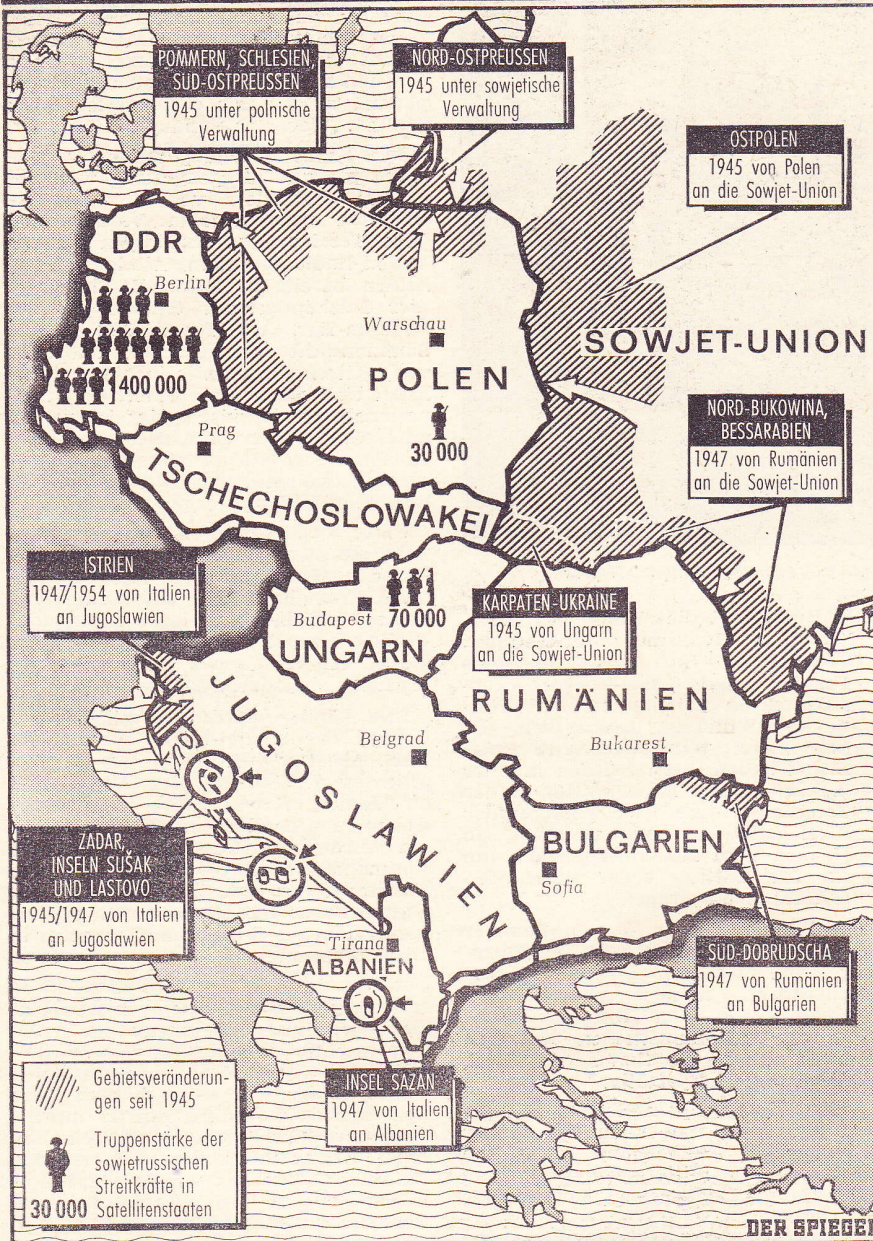 POMMERN, SCHLESIEN,
SÜD-OSTPREUSSEN
1945 unter polnische
Verwaltung
NORD-OSTPREUSSEN
1945 unter sowjetische
Verwaltung
OSTPOLEN
1945 von Polen
an die Sowjet-Union
DDR
Berlin
400 000
Warschau
POLEN
30 000
SOWJET-UNION
NORD-BUKOWINA,
BESSARABIEN
1947 von Rumänien
an die Sowjet-Union
Prag
TSCHECHOSLOWAKEI
ISTRIEN
1947/1954 von Italien
an Jugoslawien
Budapest
70 000
UNGARN
KARPATEN-UKRAINE
1945 von Ungarn
an die Sowjet-Union
RUMÄNIEN
Bukarest
JUGOSLAWIEN
Belgrad
ZADAR,
INSELN SUŠAK
UND LASTOVO
1945/1947 von Italien
an Jugoslawien
BULGARIEN
Sofia
Tirana
ALBANIEN
SÜD-DOBRUDSCHA
1947 von Rumänien
an Bulgarien
INSEL SAZAN
1947 von Italien
an Albanien
Gebietsveränderun-
gen seit 1945
Truppenstärke der
sowjetrussischen
Streitkräfte in
30 000 Satellitenstaaten
DER SPIEGEL